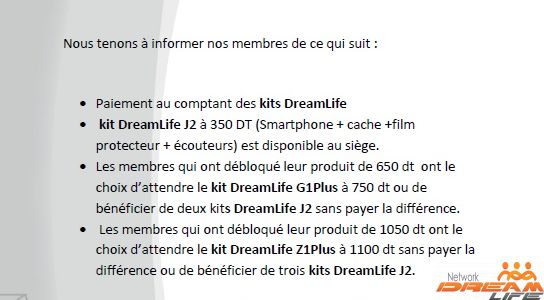 Nous tenons à informer nos membres de ce qui suit :
• Paiement au comptant des kits DreamLife
• kit DreamLife J2 à 350 DT (Smartphone + cache +film
protecteur + écouteurs) est disponible au siège.
• Les membres qui ont débloqué leur produit de 650 dt ont le
choix d'attendre le kit DreamLife G1Plus à 750 dt ou de
bénéficier de deux kits DreamLife J2 sans payer la différence.
• Les membres qui ont débloqué leur produit de 1050 dt ont le
choix d'attendre le kit DreamLife Z1Plus à 1100 dt sans payer la
différence ou de bénéficier de trois kits DreamLife J2.
Network
DREAM
LIFE